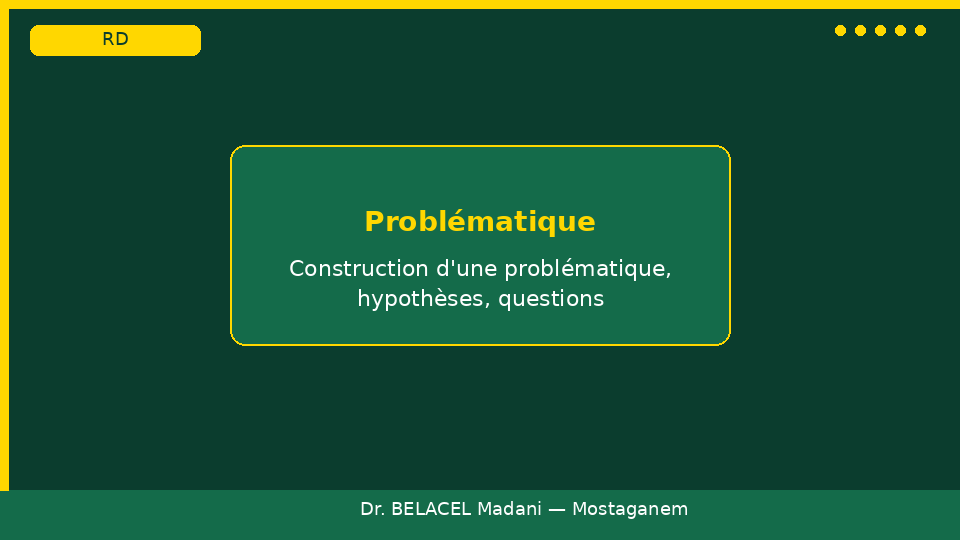 RD
Problématique
Construction d'une problématique,
hypothèses, questions
Dr. BELACEL Madani — Mostaganem